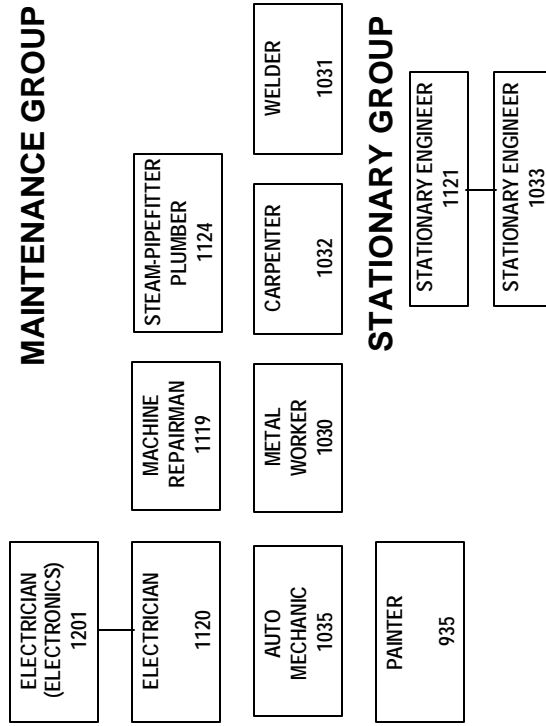 MAINTENANCE GROUP
ELECTRICIAN
(ELECTRONICS)
1201
ELECTRICIAN
1120
MACHINE
REPAIRMAN
1119
STEAM-PIPEFITTER
PLUMBER
1124
AUTO
MECHANIC
1035
METAL
WORKER
1030
CARPENTER
1032
WELDER
1031
PAINTER
935
STATIONARY GROUP
STATIONARY ENGINEER
1121
STATIONARY ENGINEER
1033